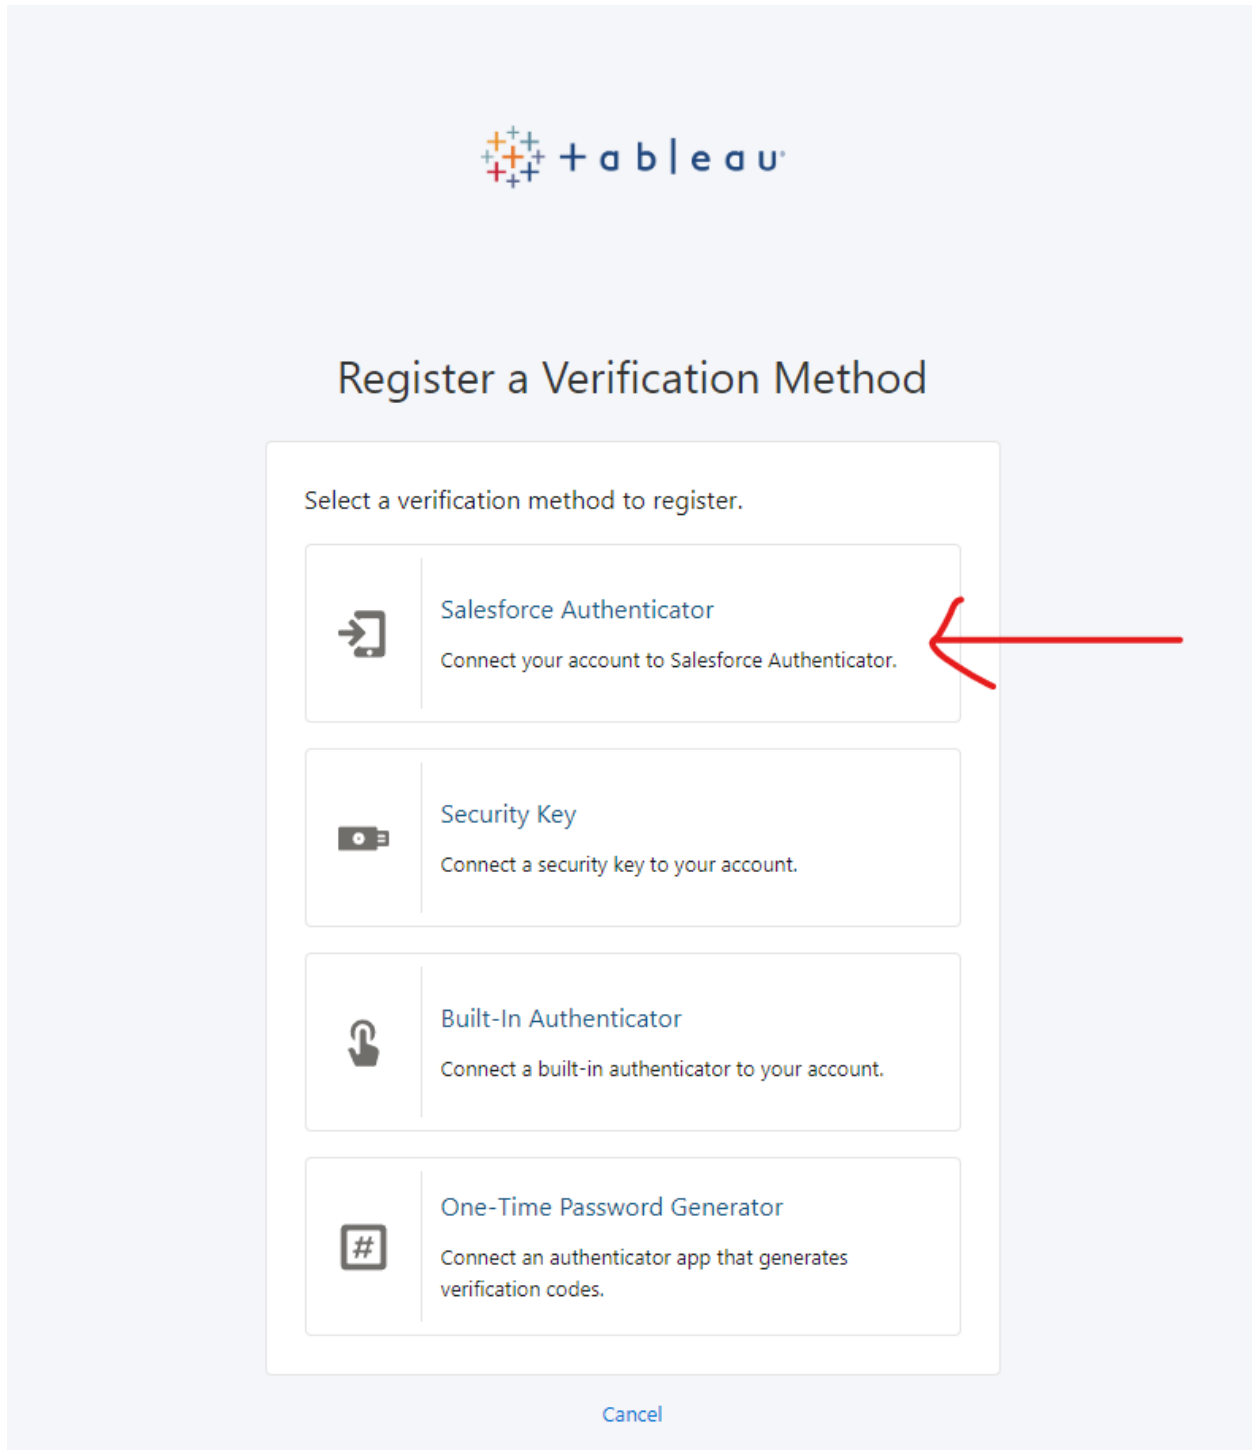 +ableau
Register a Verification Method
Select a verification method to register.
Salesforce Authenticator
Connect your account to Salesforce Authenticator.
Security Key
Connect a security key to your account.
Built-In Authenticator
Connect a built-in authenticator to your account.
#
One-Time Password Generator
Connect an authenticator app that generates
verification codes.
Cancel